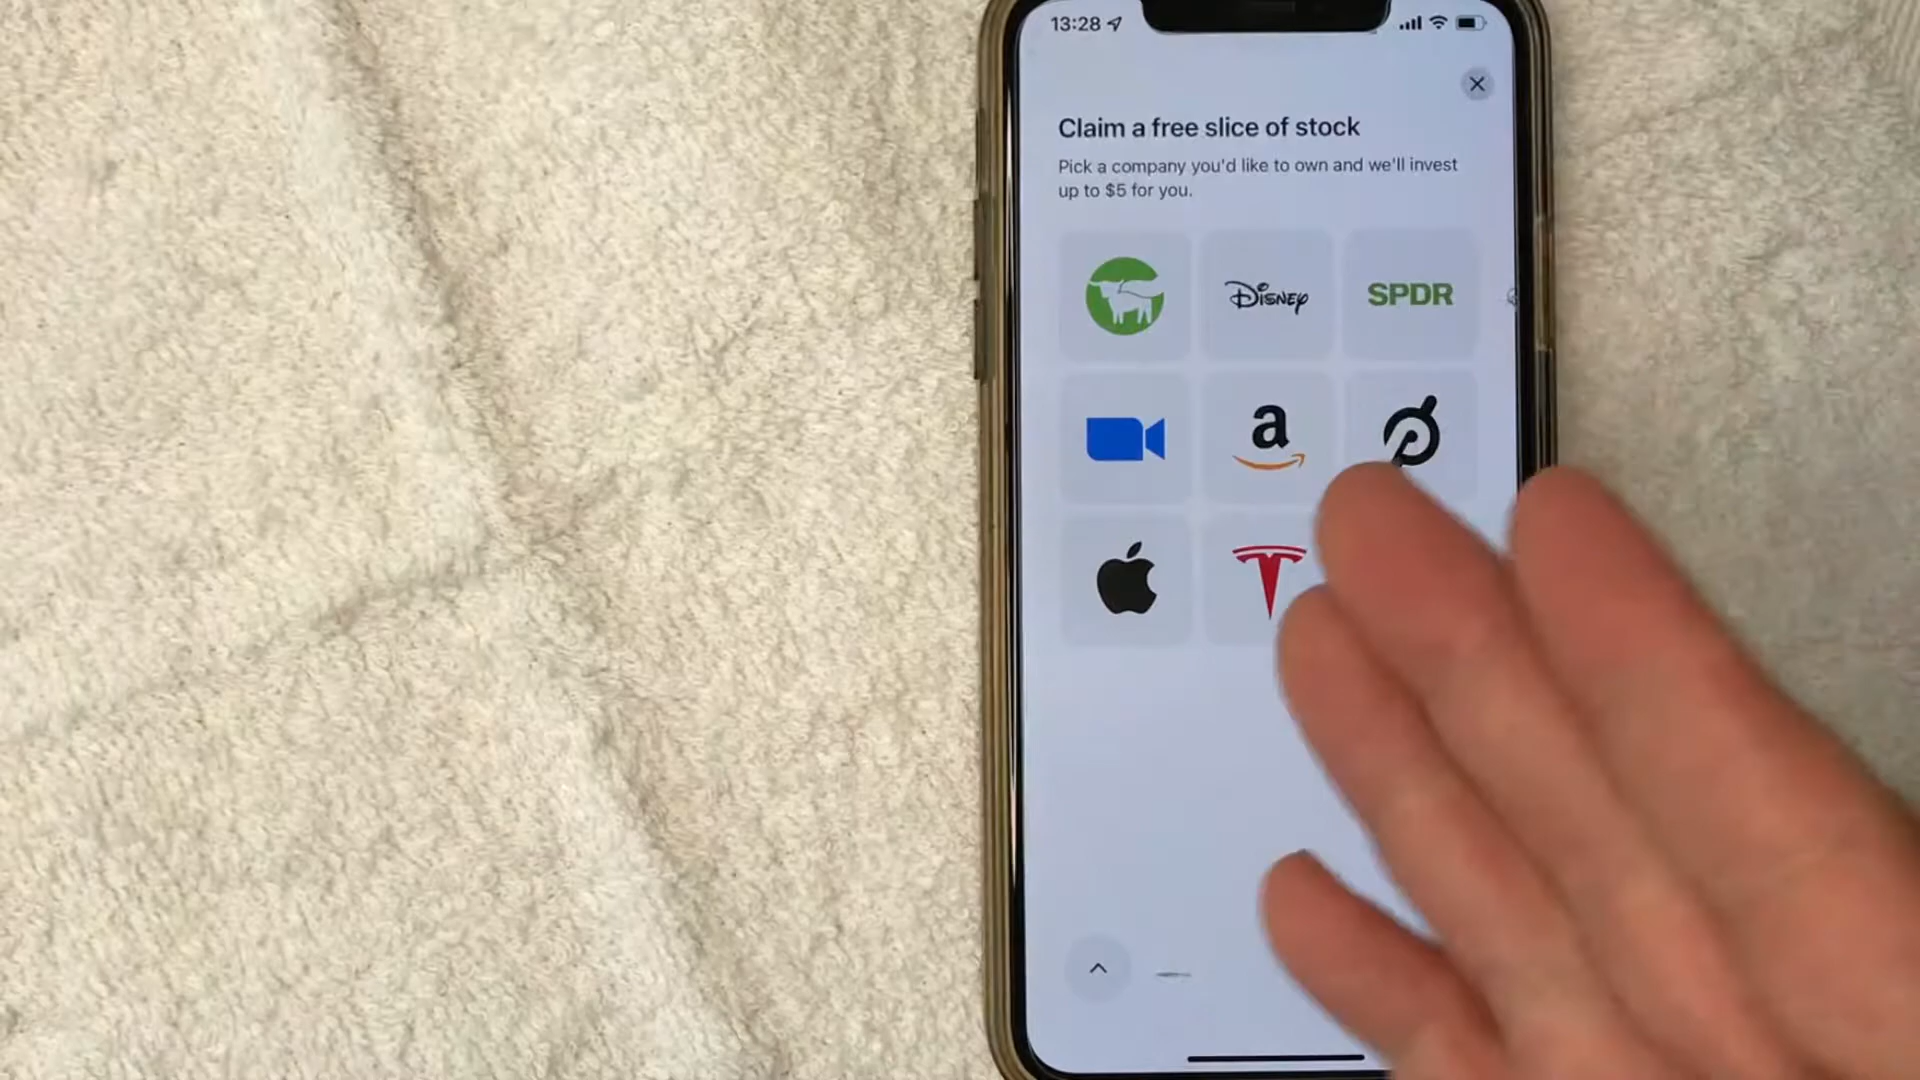 13:28
Claim a free slice of stock
Pick a company you'd like to own and we'll invest
up to $5 for you.
Disney
SPDR
a